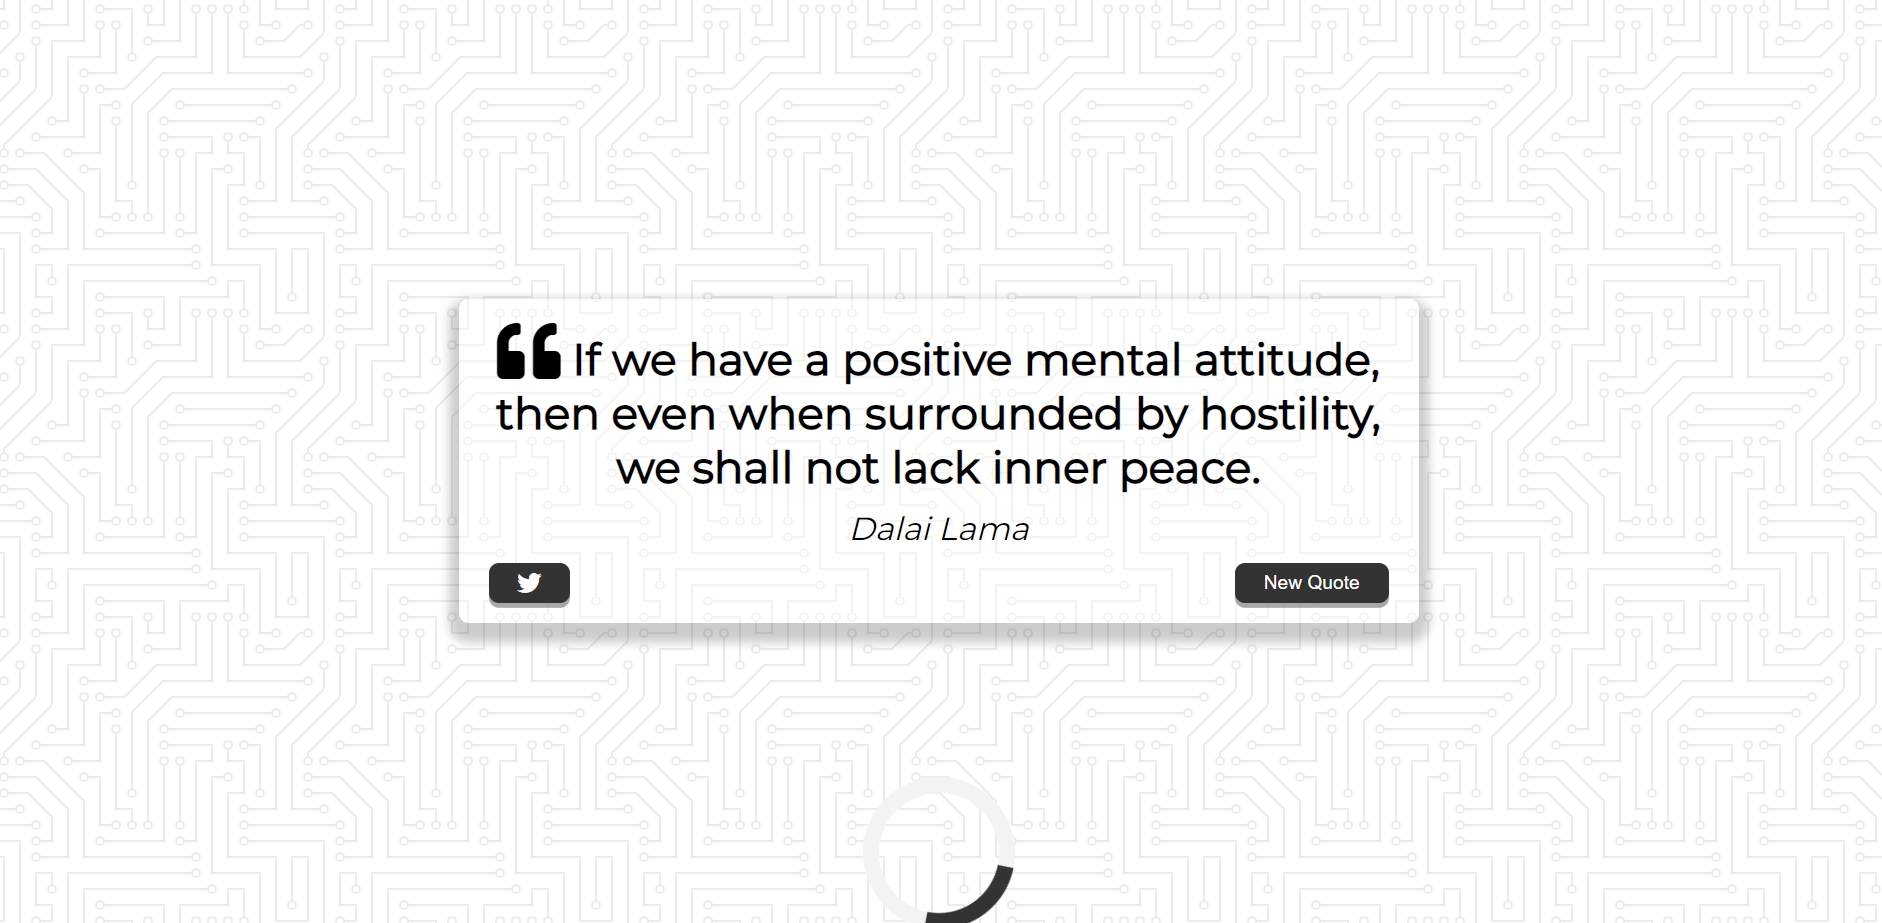 If we have a positive mental attitude,
then even when surrounded by hostility,
we shall not lack inner peace.
Dalai Lama
New Quote